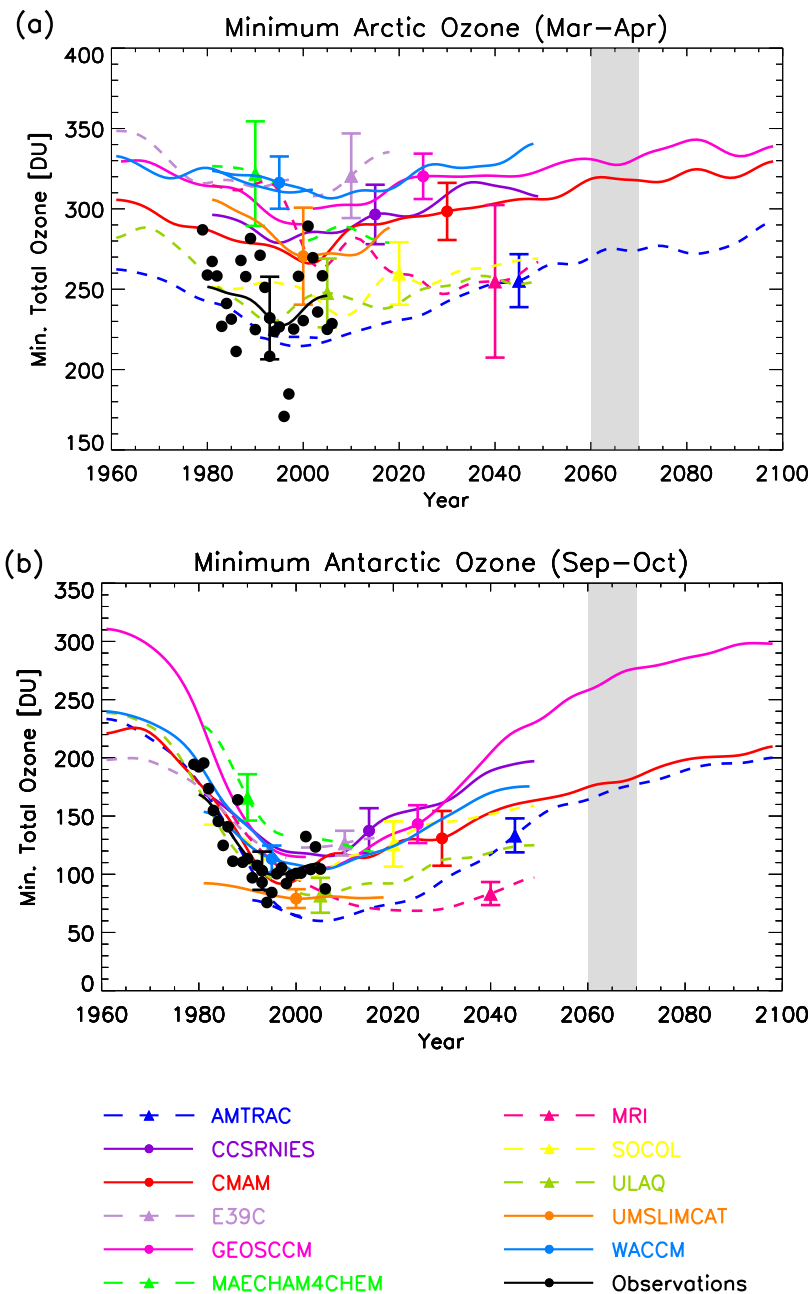 (a)
Minimum Arctic Ozone (Mar-Apr)
400
350
300
250
200
150
Min. Total Ozone [DU]
1960 1980 2000 2020 2040 2060 2080 2100
Year
(b)
Minimum Antarctic Ozone (Sep-Oct)
350
300
250
200
150
100
50
0
Min. Total Ozone [DU]
1960 1980 2000 2020 2040 2060 2080 2100
Year
AMTRAC
CCSRNIES
CMAM
E39C
GEOSCCM
MAECHAM4CHEM
MRI
SOCOL
ULAQ
UMSLIMCAT
WACCM
Observations